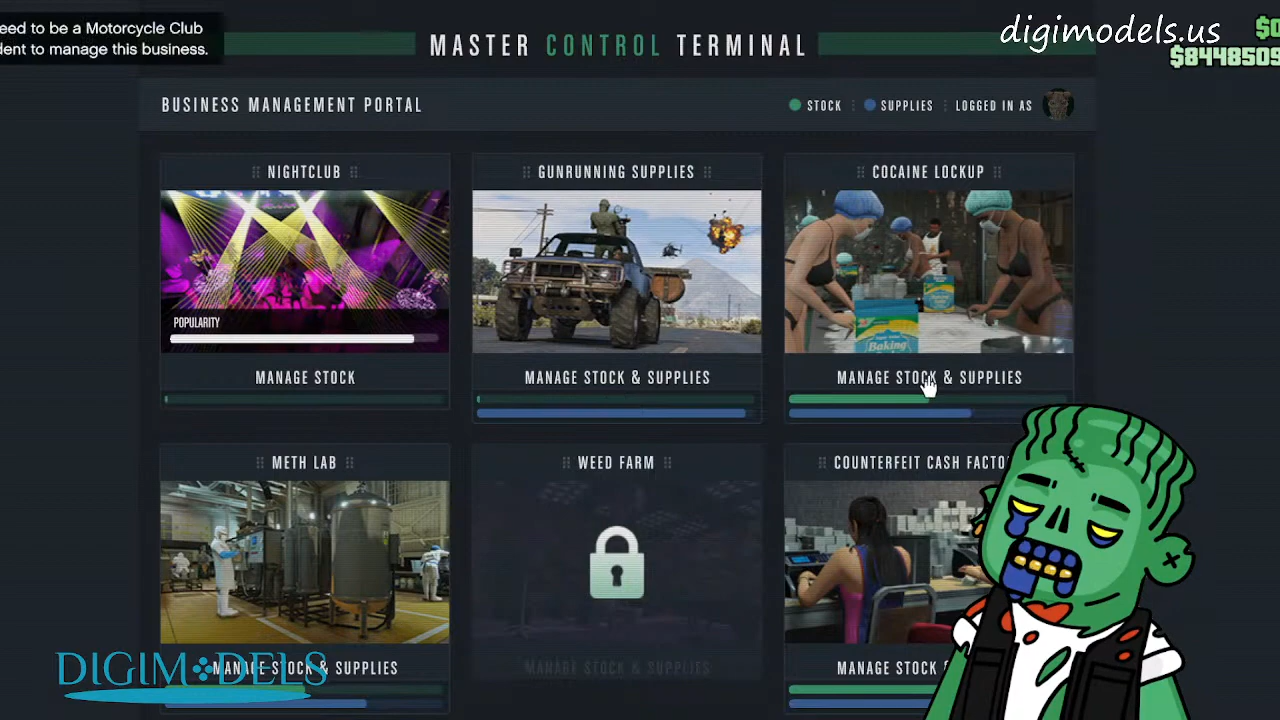 eed to be a Motorcycle Club
dent to manage this business.
MASTER CONTROL TERMINAL
digimodels.us
$0
$8448509
BUSINESS MANAGEMENT PORTAL
STOCK
SUPPLIES
LOGGED IN AS
NIGHTCLUB
GUNRUNNING SUPPLIES
COCAINE LOCKUP
POPULARITY
Baking
MANAGE STOCK
MANAGE STOCK & SUPPLIES
MANAGE STOCK & SUPPLIES
METH LAB
WEED FARM
COUNTERFEIT CASH FACTO
DIGIMODELS
MANAGE STOCK & SUPPLIES
MANAGE STOCK & SUPPLIES
MANAGE STOCK